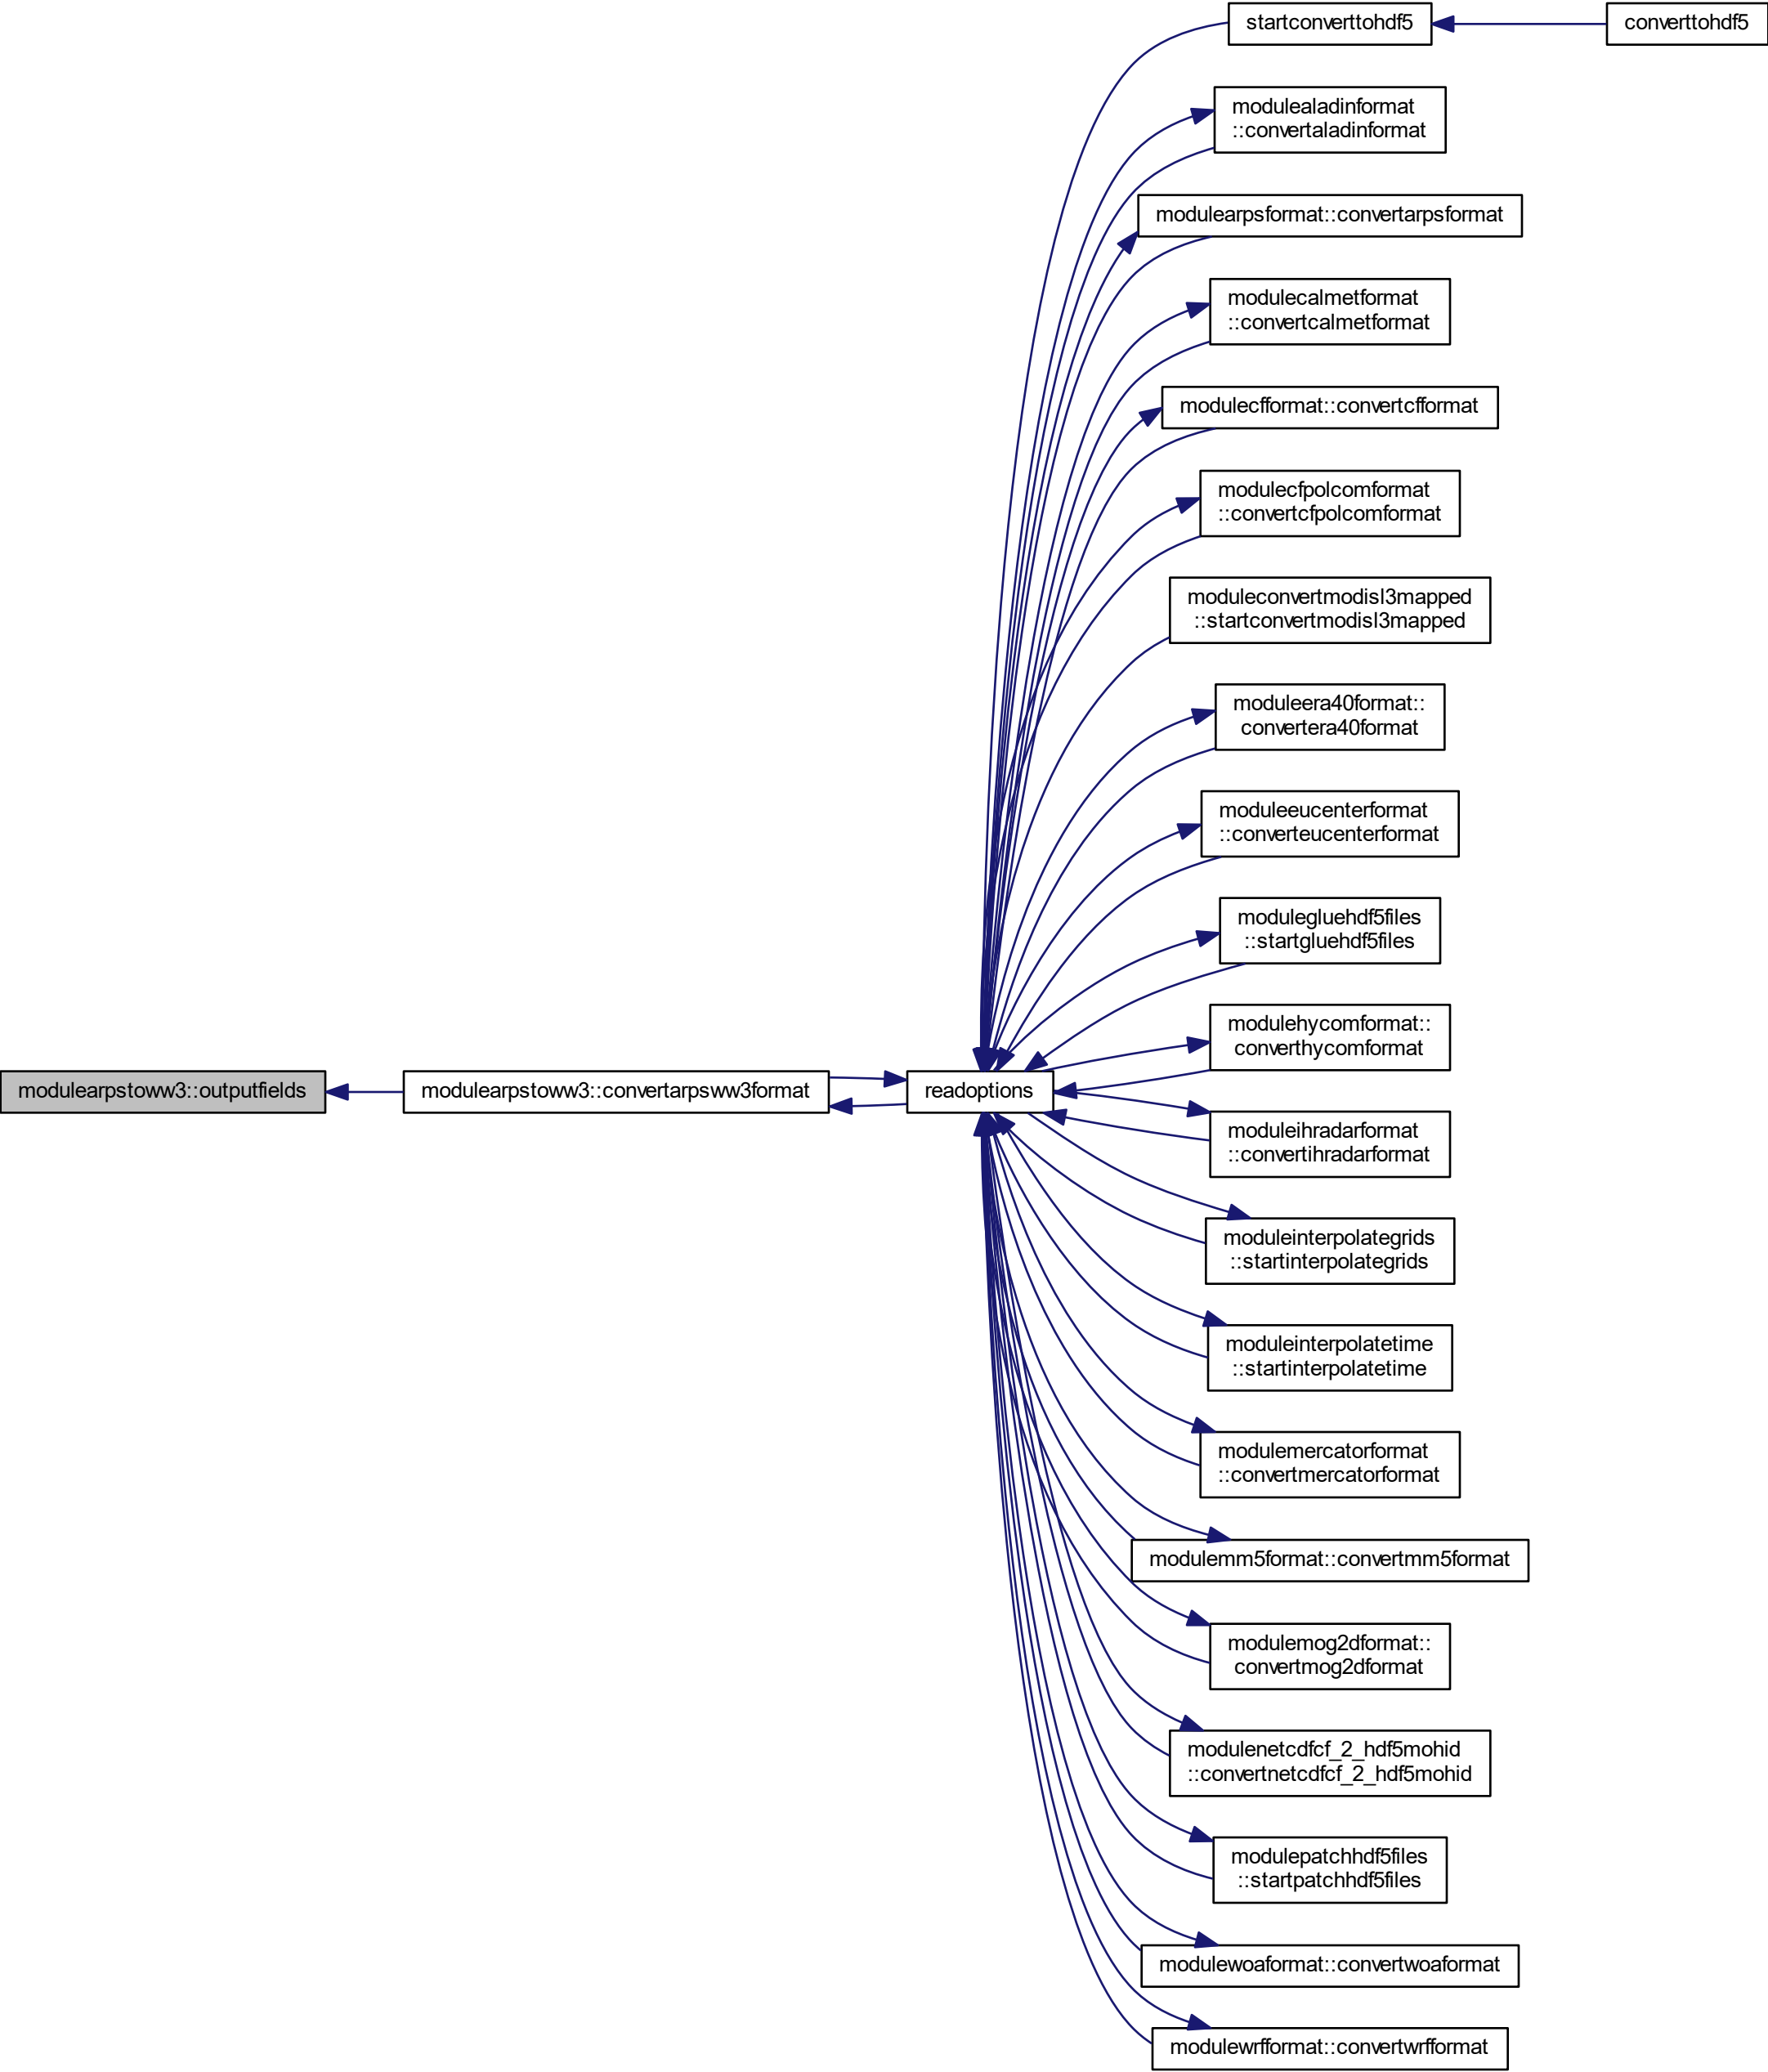 startconverttohdf5
converttohdf5
modulealadinformat
::convertaladinformat
modulearpsformat::convertarpsformat
modulecalmetformat
::convertcalmetformat
modulecfformat::convertcfformat
modulecfpolcomformat
::convertcfpolcomformat
moduleconvertmodisl3mapped
::startconvertmodisl3mapped
moduleera40format::
convertera40format
moduleeucenterformat
::converteucenterformat
modulegluehdf5files
::startgluehdf5files
modulehycomformat::
converthycomformat
modulearpstoww3::outputfields
modulearpstoww3::convertarpsww3format
readoptions
moduleihradarformat
::convertihradarformat
moduleinterpolategrids
::startinterpolategrids
moduleinterpolatetime
::startinterpolatetime
modulemercatorformat
::convertmercatorformat
modulemm5format::convertmm5format
modulemog2dformat::
convertmog2dformat
modulenetcdfcf_2_hdf5mohid
::convertnetcdfcf_2_hdf5mohid
modulepatchhdf5files
::startpatchhdf5files
modulewoaformat::convertwoaformat
modulewrfformat::convertwrfformat